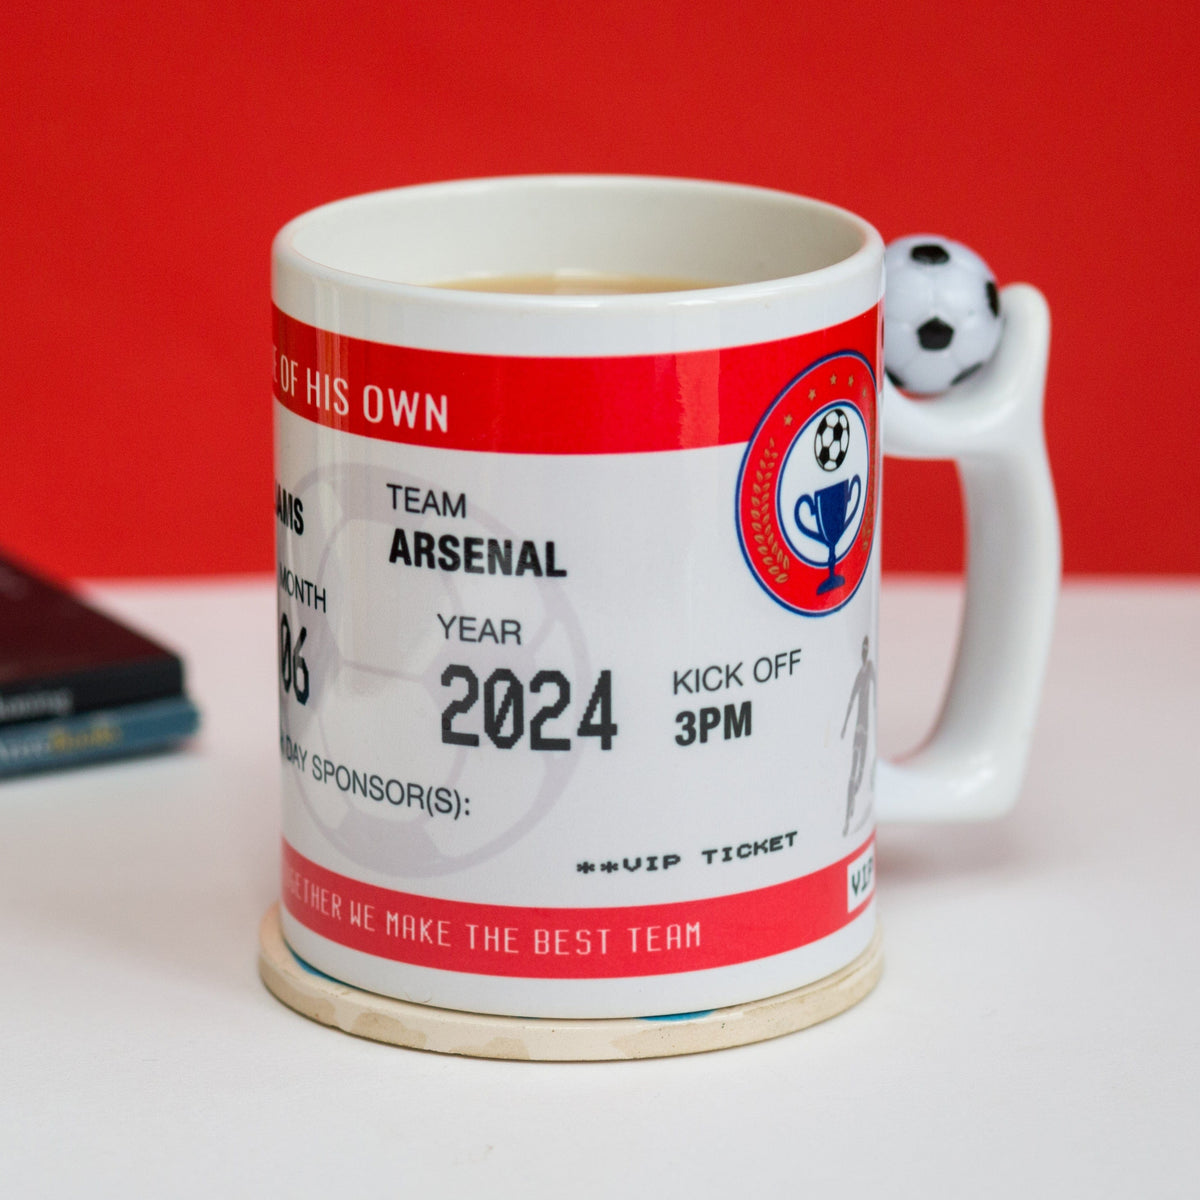 OF HIS OWN
TEAM
ARSENAL
MONTH
06
YEAR
2024
KICK OFF
3PM
DAY SPONSOR(S):
**VIP TICKET
WE MAKE THE BEST TEAM
VIP